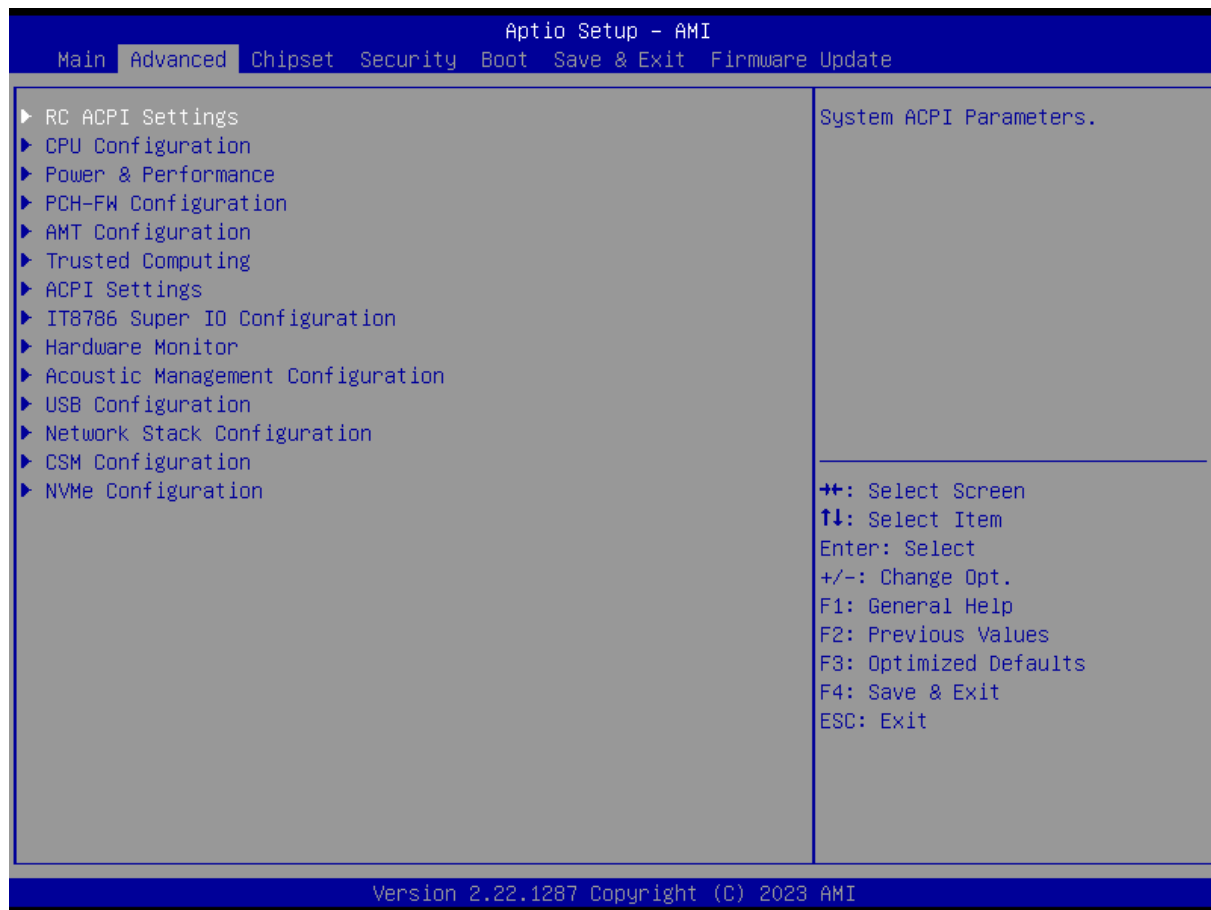 Aptio Setup – AMI
Main Advanced Chipset Security Boot Save & Exit Firmware Update
▶ RC ACPI Settings
▶ CPU Configuration
▶ Power & Performance
▶ PCH-FW Configuration
▶ AMT Configuration
▶ Trusted Computing
▶ ACPI Settings
▶ IT8786 Super IO Configuration
▶ Hardware Monitor
▶ Acoustic Management Configuration
▶ USB Configuration
▶ Network Stack Configuration
▶ CSM Configuration
▶ NVMe Configuration
System ACPI Parameters.
→←: Select Screen
↑↓: Select Item
Enter: Select
+/-: Change Opt.
F1: General Help
F2: Previous Values
F3: Optimized Defaults
F4: Save & Exit
ESC: Exit
Version 2.22.1287 Copyright (C) 2023 AMI